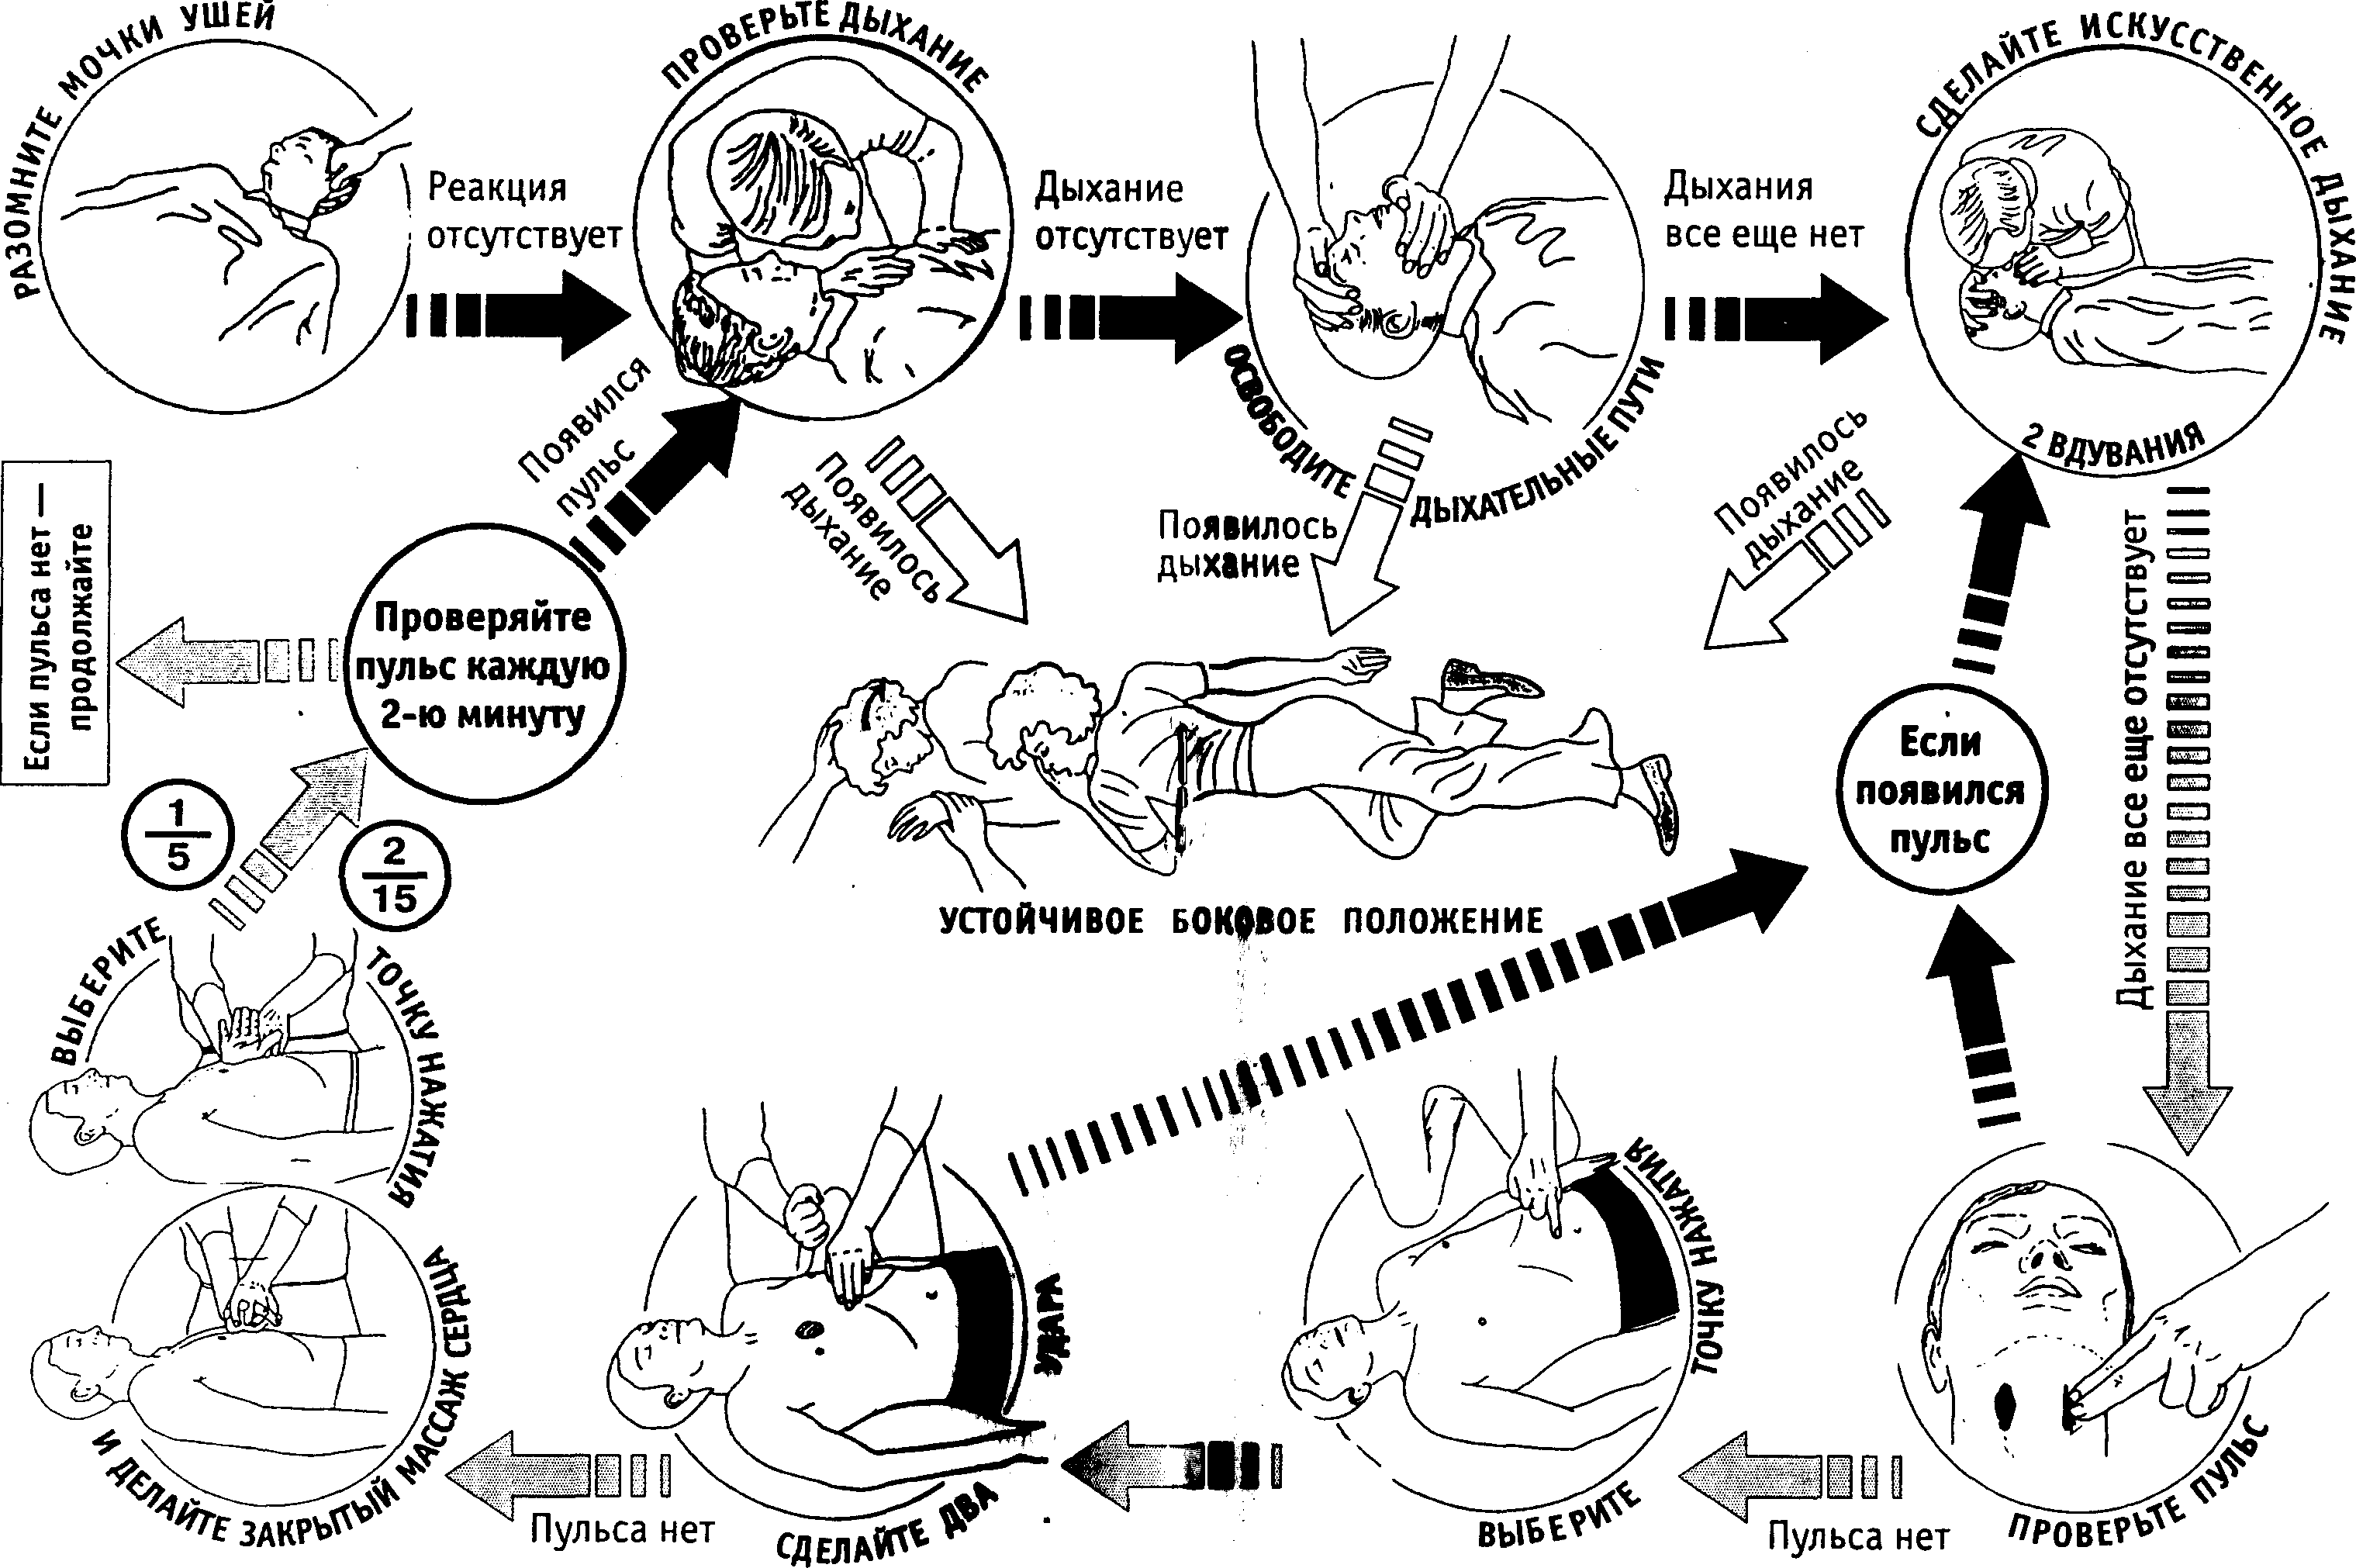 РАЗОМНИТЕ МОЧКИ УШЕЙ
Реакция
отсутствует
ПРОВЕРЬТЕ ДЫХАНИЕ
Дыхание
отсутствует
ОСВОБОДИТЕ
ДЫХАТЕЛЬНЫЕ ПУТИ
Дыхания
все еще нет
СДЕЛАЙТЕ ИСКУССТВЕННОЕ ДЫХАНИЕ
2 ВДУВАНИЯ
Появился
пульс
Появилось
дыхание
Появилось
дыхание
Появилось
дыхание
Если пульса нет —
продолжайте
Проверяйте
пульс каждую
2-ю минуту
Если
появился
пульс
Дыхание все еще отсутствует
1
5
2
15
УСТОЙЧИВОЕ БОКОВОЕ ПОЛОЖЕНИЕ
ВЫБЕРИТЕ
ТОЧКУ НАЖАТИЯ
И ДЕЛАЙТЕ ЗАКРЫТЫЙ МАССАЖ СЕРДЦА
Пульса нет
СДЕЛАЙТЕ ДВА
УДАРА
ВЫБЕРИТЕ
ТОЧКУ НАЖАТИЯ
Пульса нет
ПРОВЕРЬТЕ ПУЛЬС